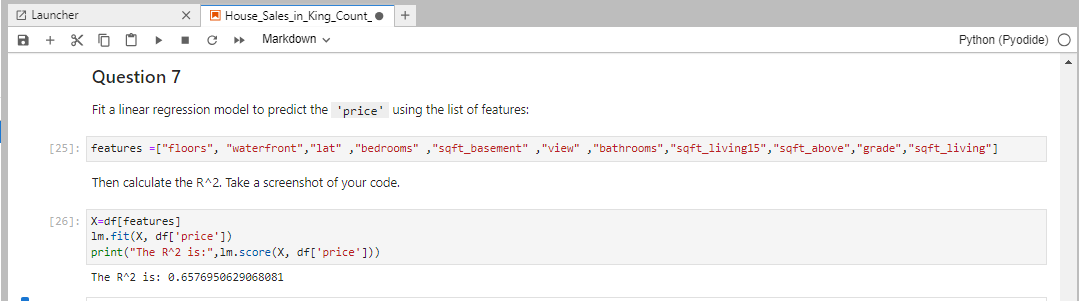 Launcher
House_Sales_in_King_Count_
Markdown
Python (Pyodide)
Question 7
Fit a linear regression model to predict the 'price' using the list of features:
[25]: features =["floors", "waterfront","lat" ,"bedrooms" ,"sqft_basement" ,"view" ,"bathrooms","sqft_living15","sqft_above","grade","sqft_living"]
Then calculate the R^2. Take a screenshot of your code.
[26]: X=df[features]
lm.fit(X, df['price'])
print("The R^2 is:",lm.score(X, df['price']))
The R^2 is: 0.6576950629068081